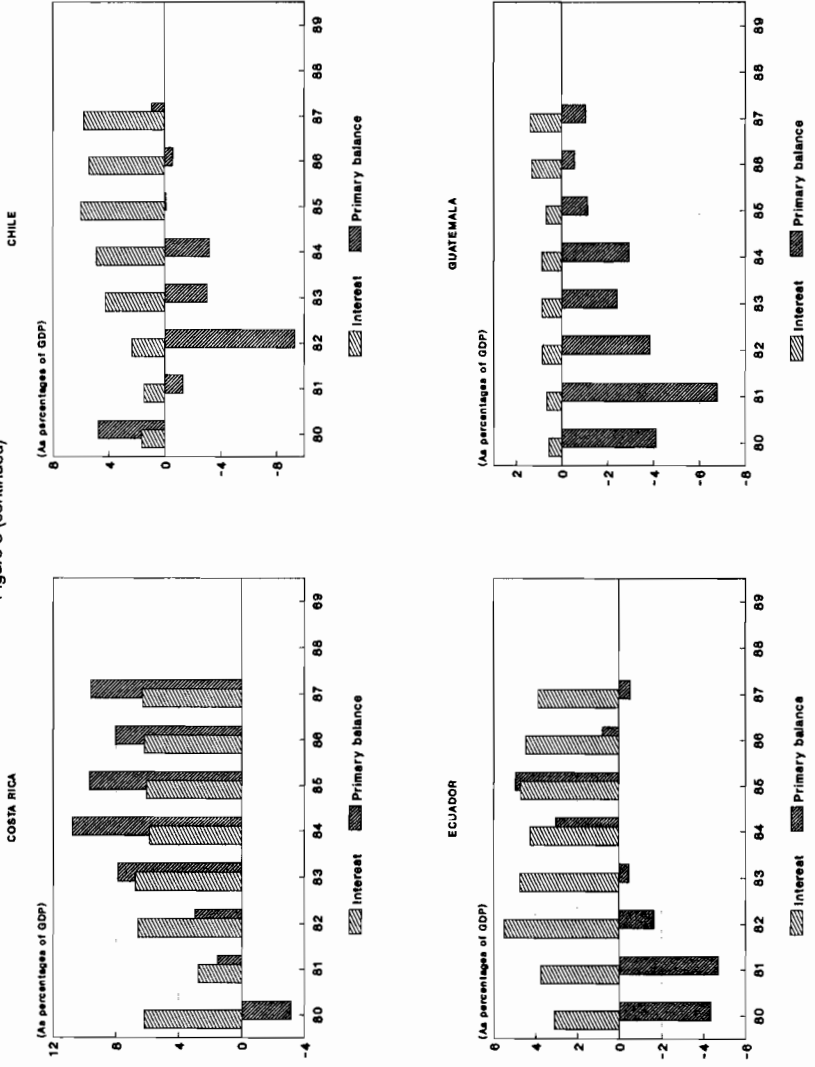 (continued)
COSTA RICA
(As percentages of GDP)
12
8
4
0
-4
80 81 82 83 84 85 86 87 88 89
Interest Primary balance
CHILE
(As percentages of GDP)
8
4
0
-4
-8
80 81 82 83 84 85 86 87 88 89
Interest Primary balance
ECUADOR
(As percentages of GDP)
6
4
2
0
-2
-4
-6
80 81 82 83 84 85 86 87 88 89
Interest Primary balance
GUATEMALA
(As percentages of GDP)
2
0
-2
-4
-6
-8
80 81 82 83 84 85 86 87 88 89
Interest Primary balance